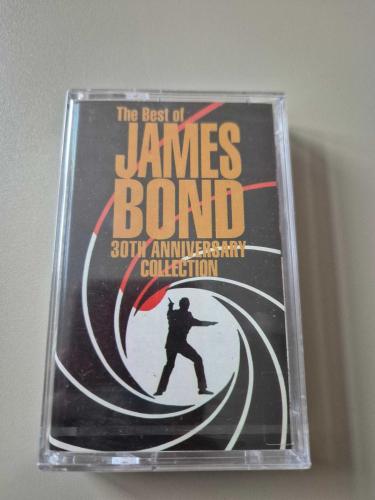 The Best of
JAMES
BOND
30TH ANNIVERSARY
COLLECTION